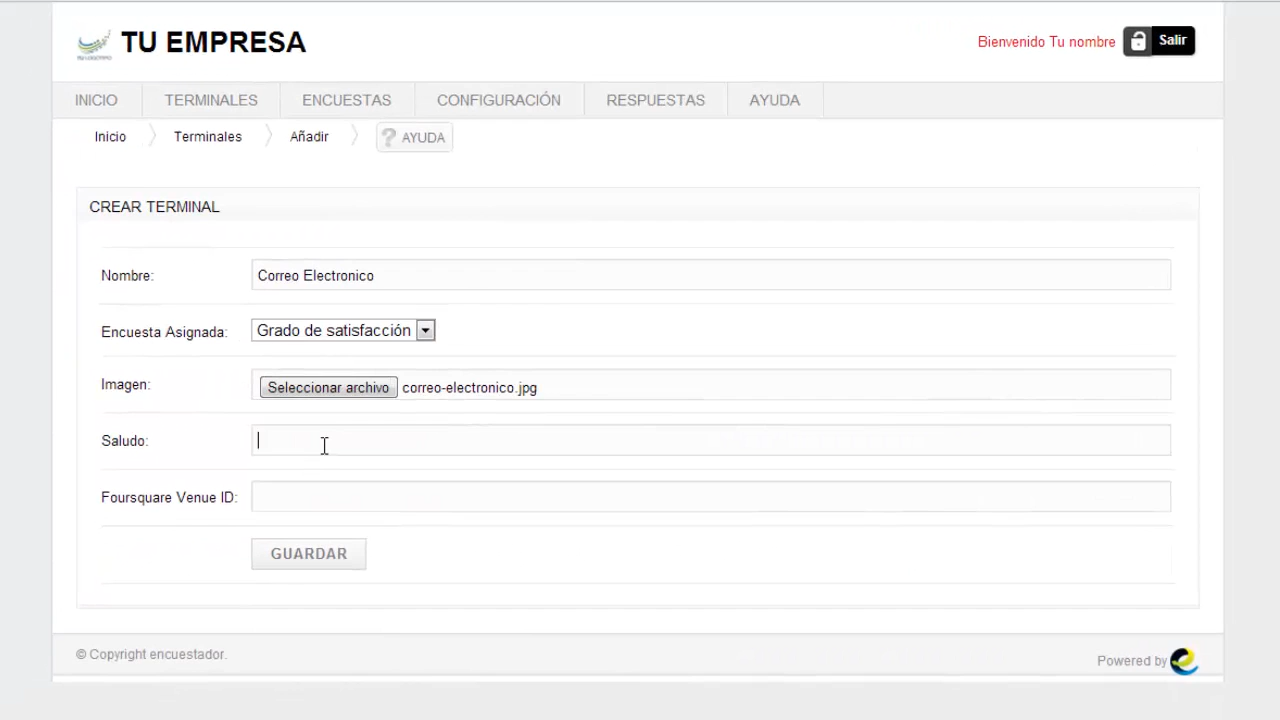 TU EMPRESA
Bienvenido Tu nombre
Salir
INICIO TERMINALES ENCUESTAS CONFIGURACIÓN RESPUESTAS AYUDA
Inicio Terminales Añadir ? AYUDA
CREAR TERMINAL
Nombre: Correo Electronico
Encuesta Asignada: Grado de satisfacción
Imagen: Seleccionar archivo correo-electronico.jpg
Saludo:
Foursquare Venue ID:
GUARDAR
© Copyright encuestador.
Powered by